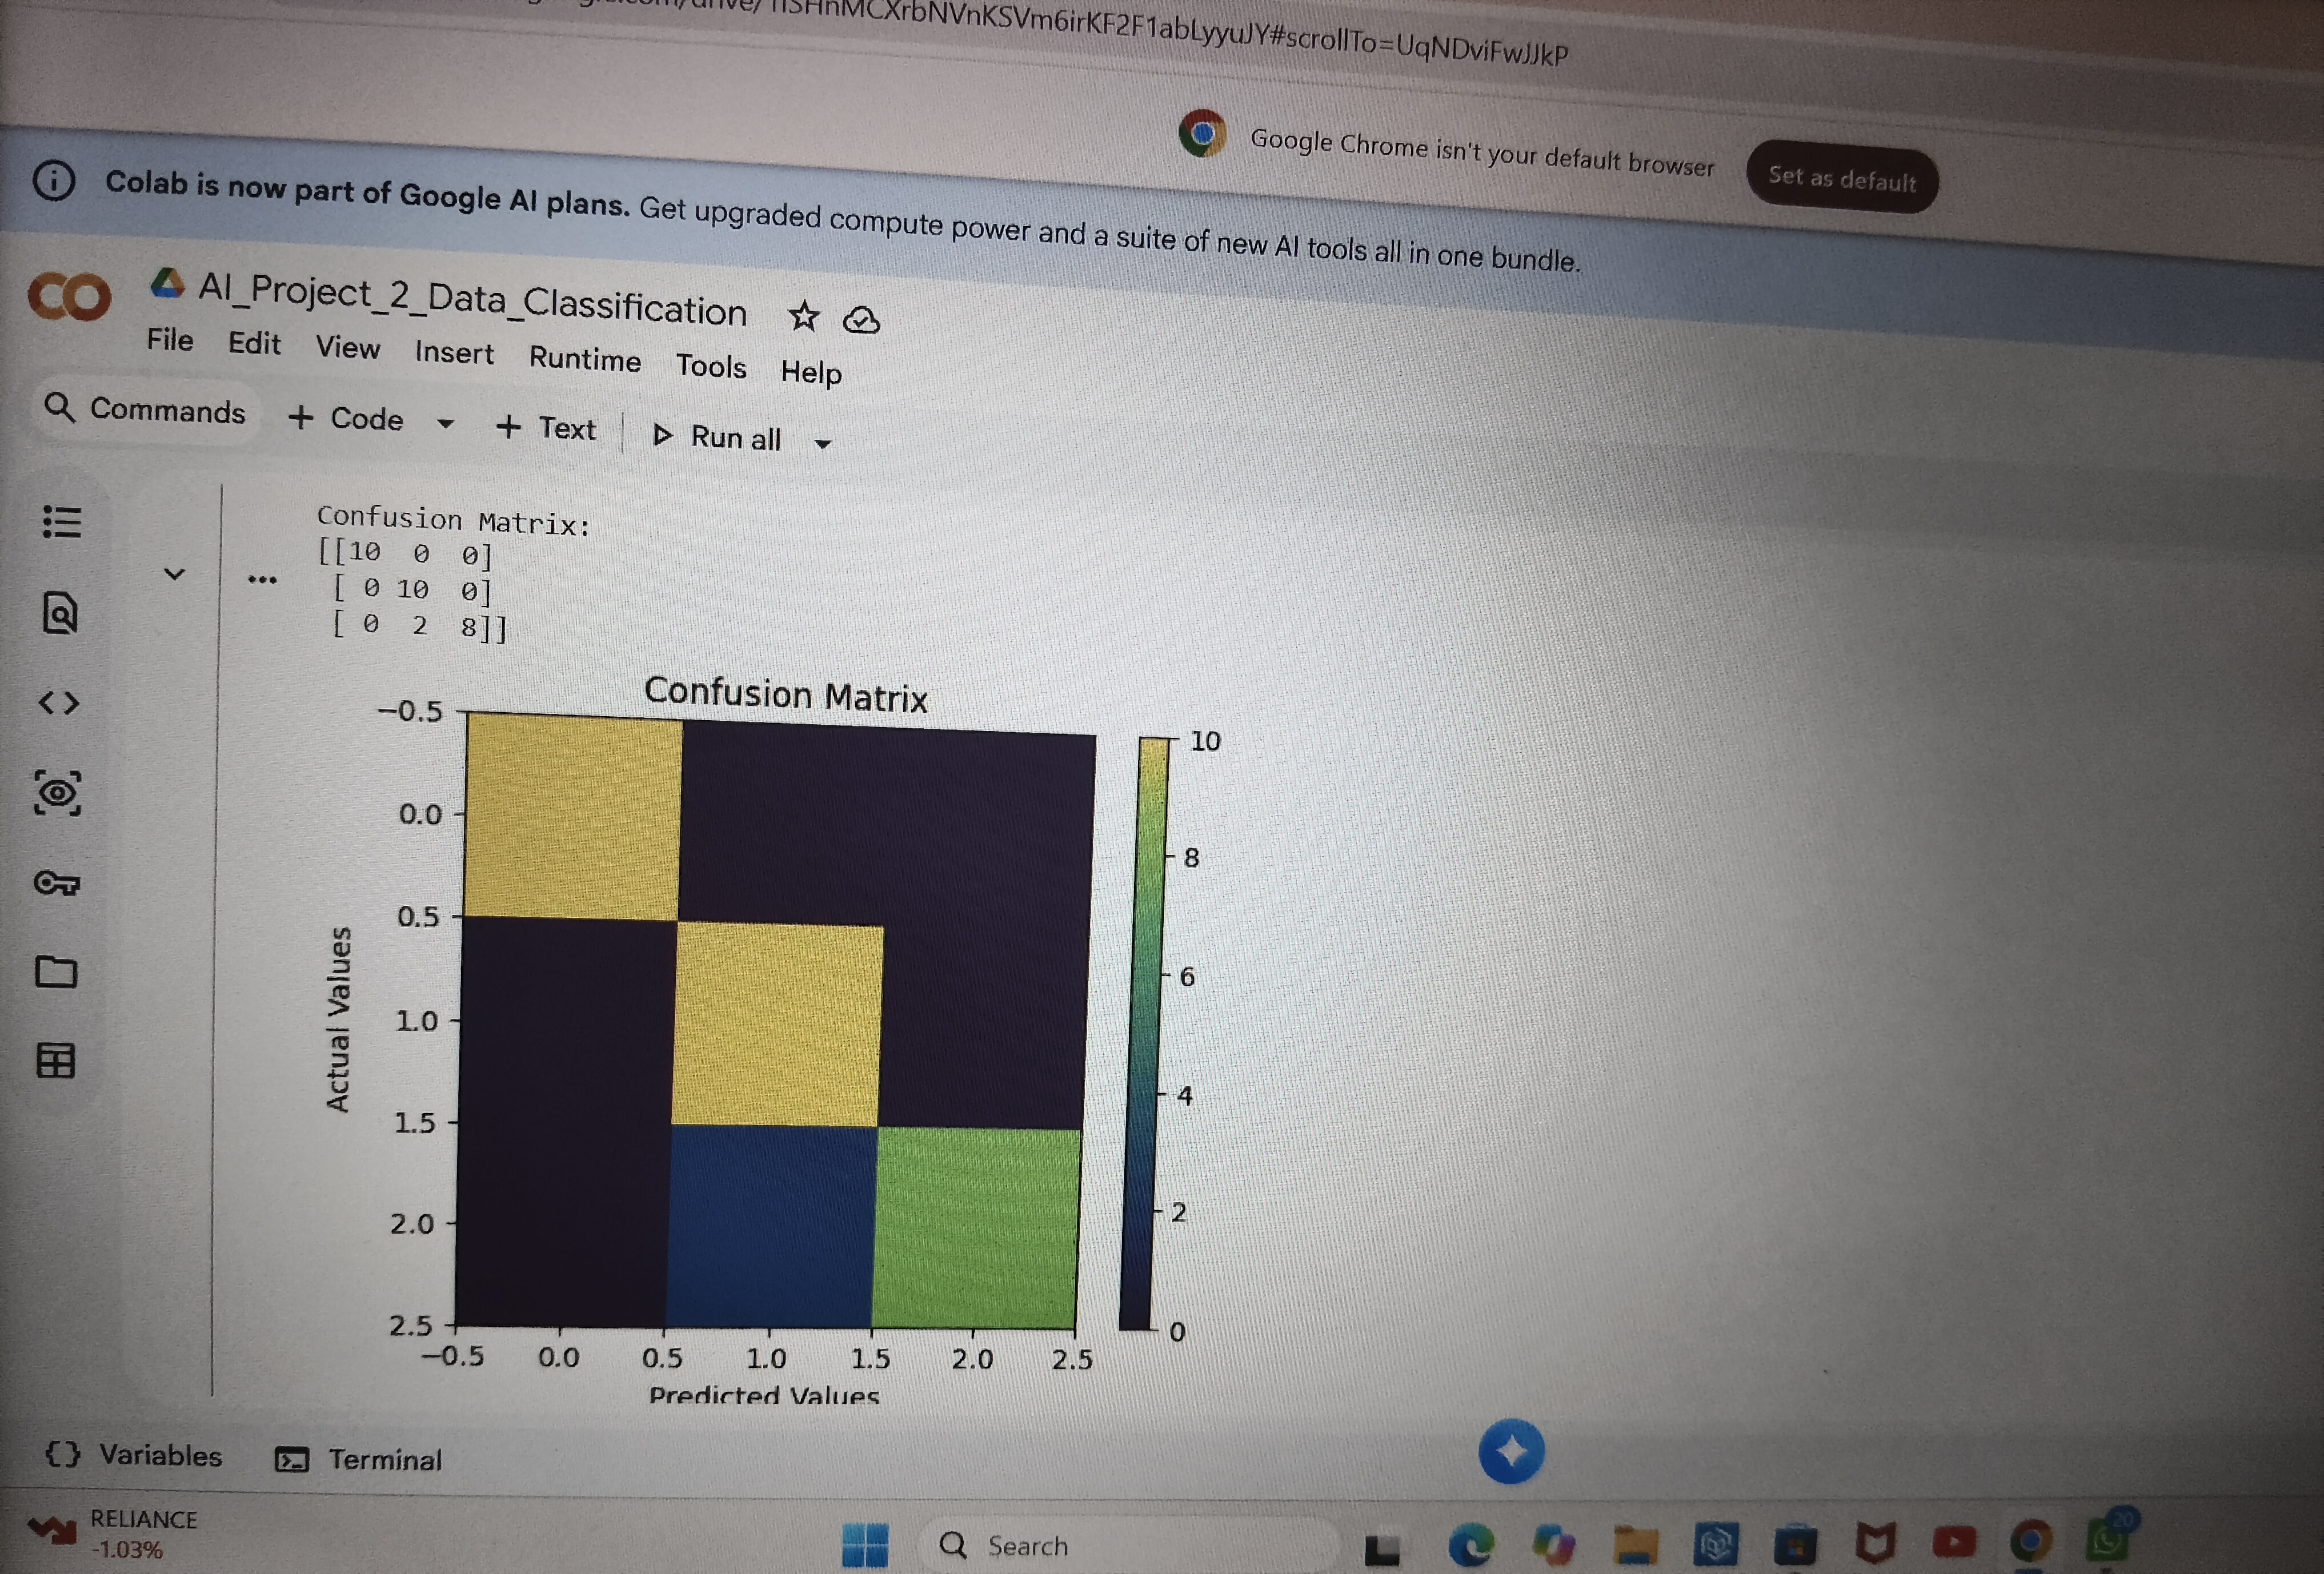 /drive/1ISHnMCXrbNVnKSVm6irKF2F1abLyyuJY#scrollTo=UqNDviFwJJkP
Google Chrome isn't your default browser
Set as default
Colab is now part of Google AI plans. Get upgraded compute power and a suite of new AI tools all in one bundle.
CO AI_Project_2_Data_Classification
File Edit View Insert Runtime Tools Help
Commands + Code + Text Run all
Confusion Matrix:
[[10 0 0]
[ 0 10 0]
[ 0 2 8]]
Confusion Matrix
Actual Values
−0.5
0.0
0.5
1.0
1.5
2.0
2.5
−0.5 0.0 0.5 1.0 1.5 2.0 2.5
Predicted Values
10
8
6
4
2
0
{} Variables Terminal
RELIANCE
-1.03%
Search
20